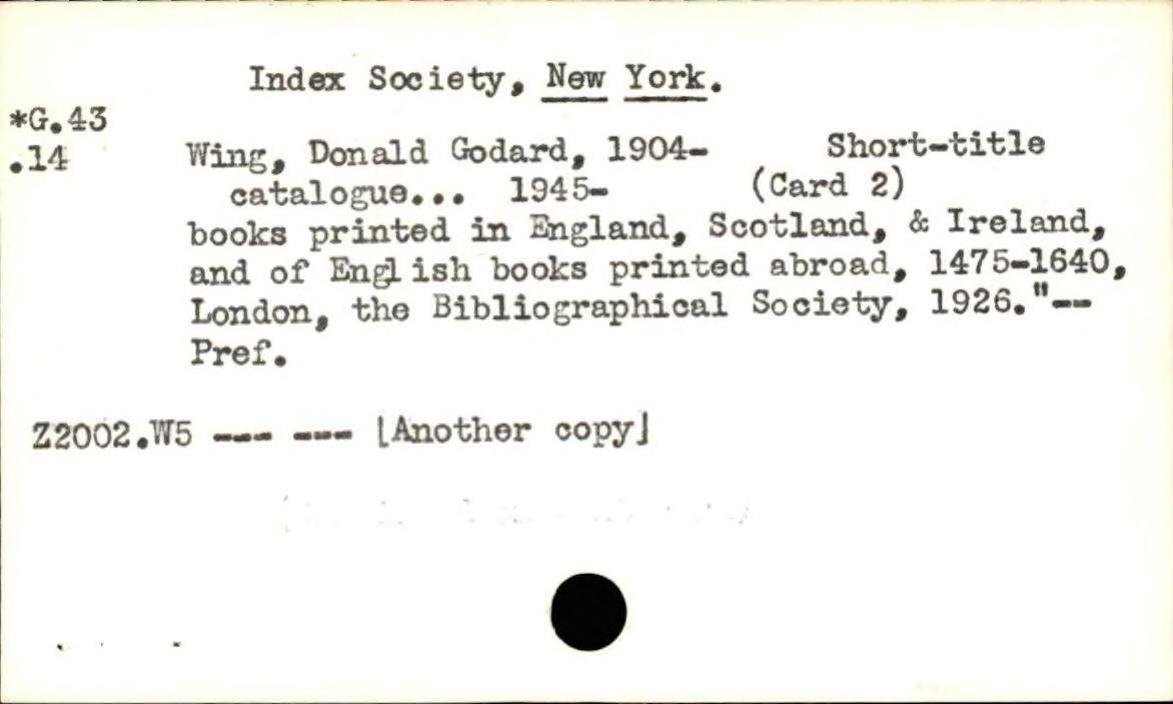 Index Society, New York.
*G.43
.14 Wing, Donald Godard, 1904- Short-title
catalogue... 1945- (Card 2)
books printed in England, Scotland, & Ireland,
and of English books printed abroad, 1475-1640,
London, the Bibliographical Society, 1926."--
Pref.
Z2002.W5 --- --- [Another copy]